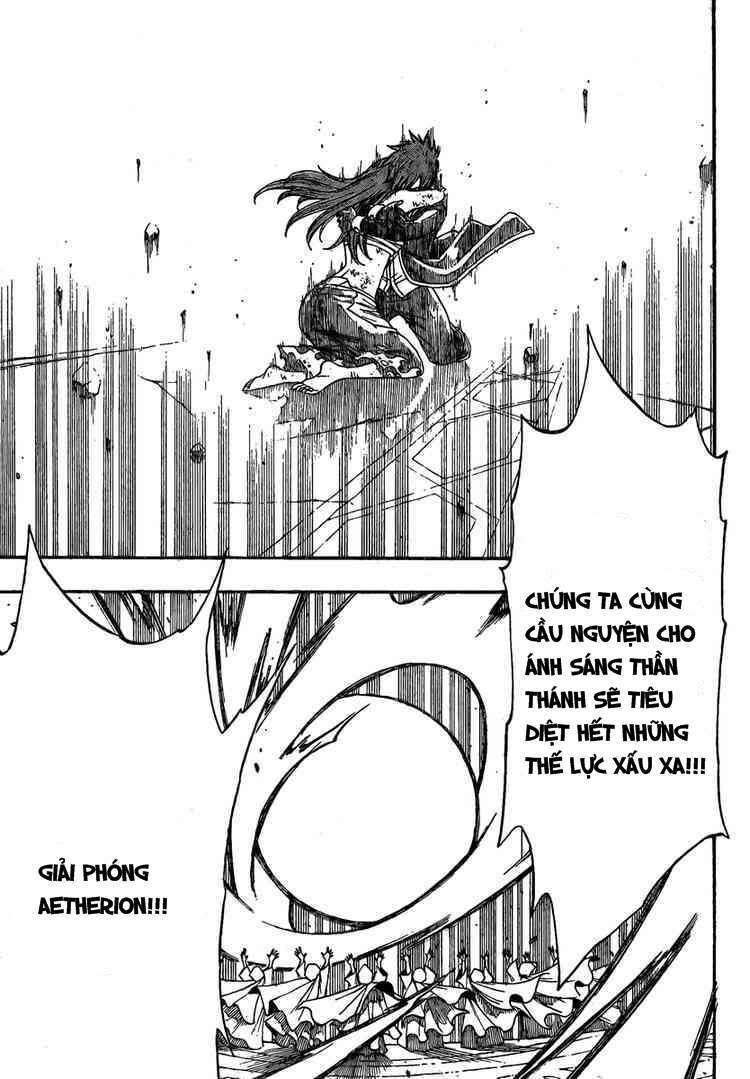 CHÚNG TA CÙNG
CẦU NGUYỆN CHO
ÁNH SÁNG THẦN
THÁNH SẼ TIÊU
DIỆT HẾT NHỮNG
THẾ LỰC XẤU XA!!!
GIẢI PHÓNG
AETHERION!!!